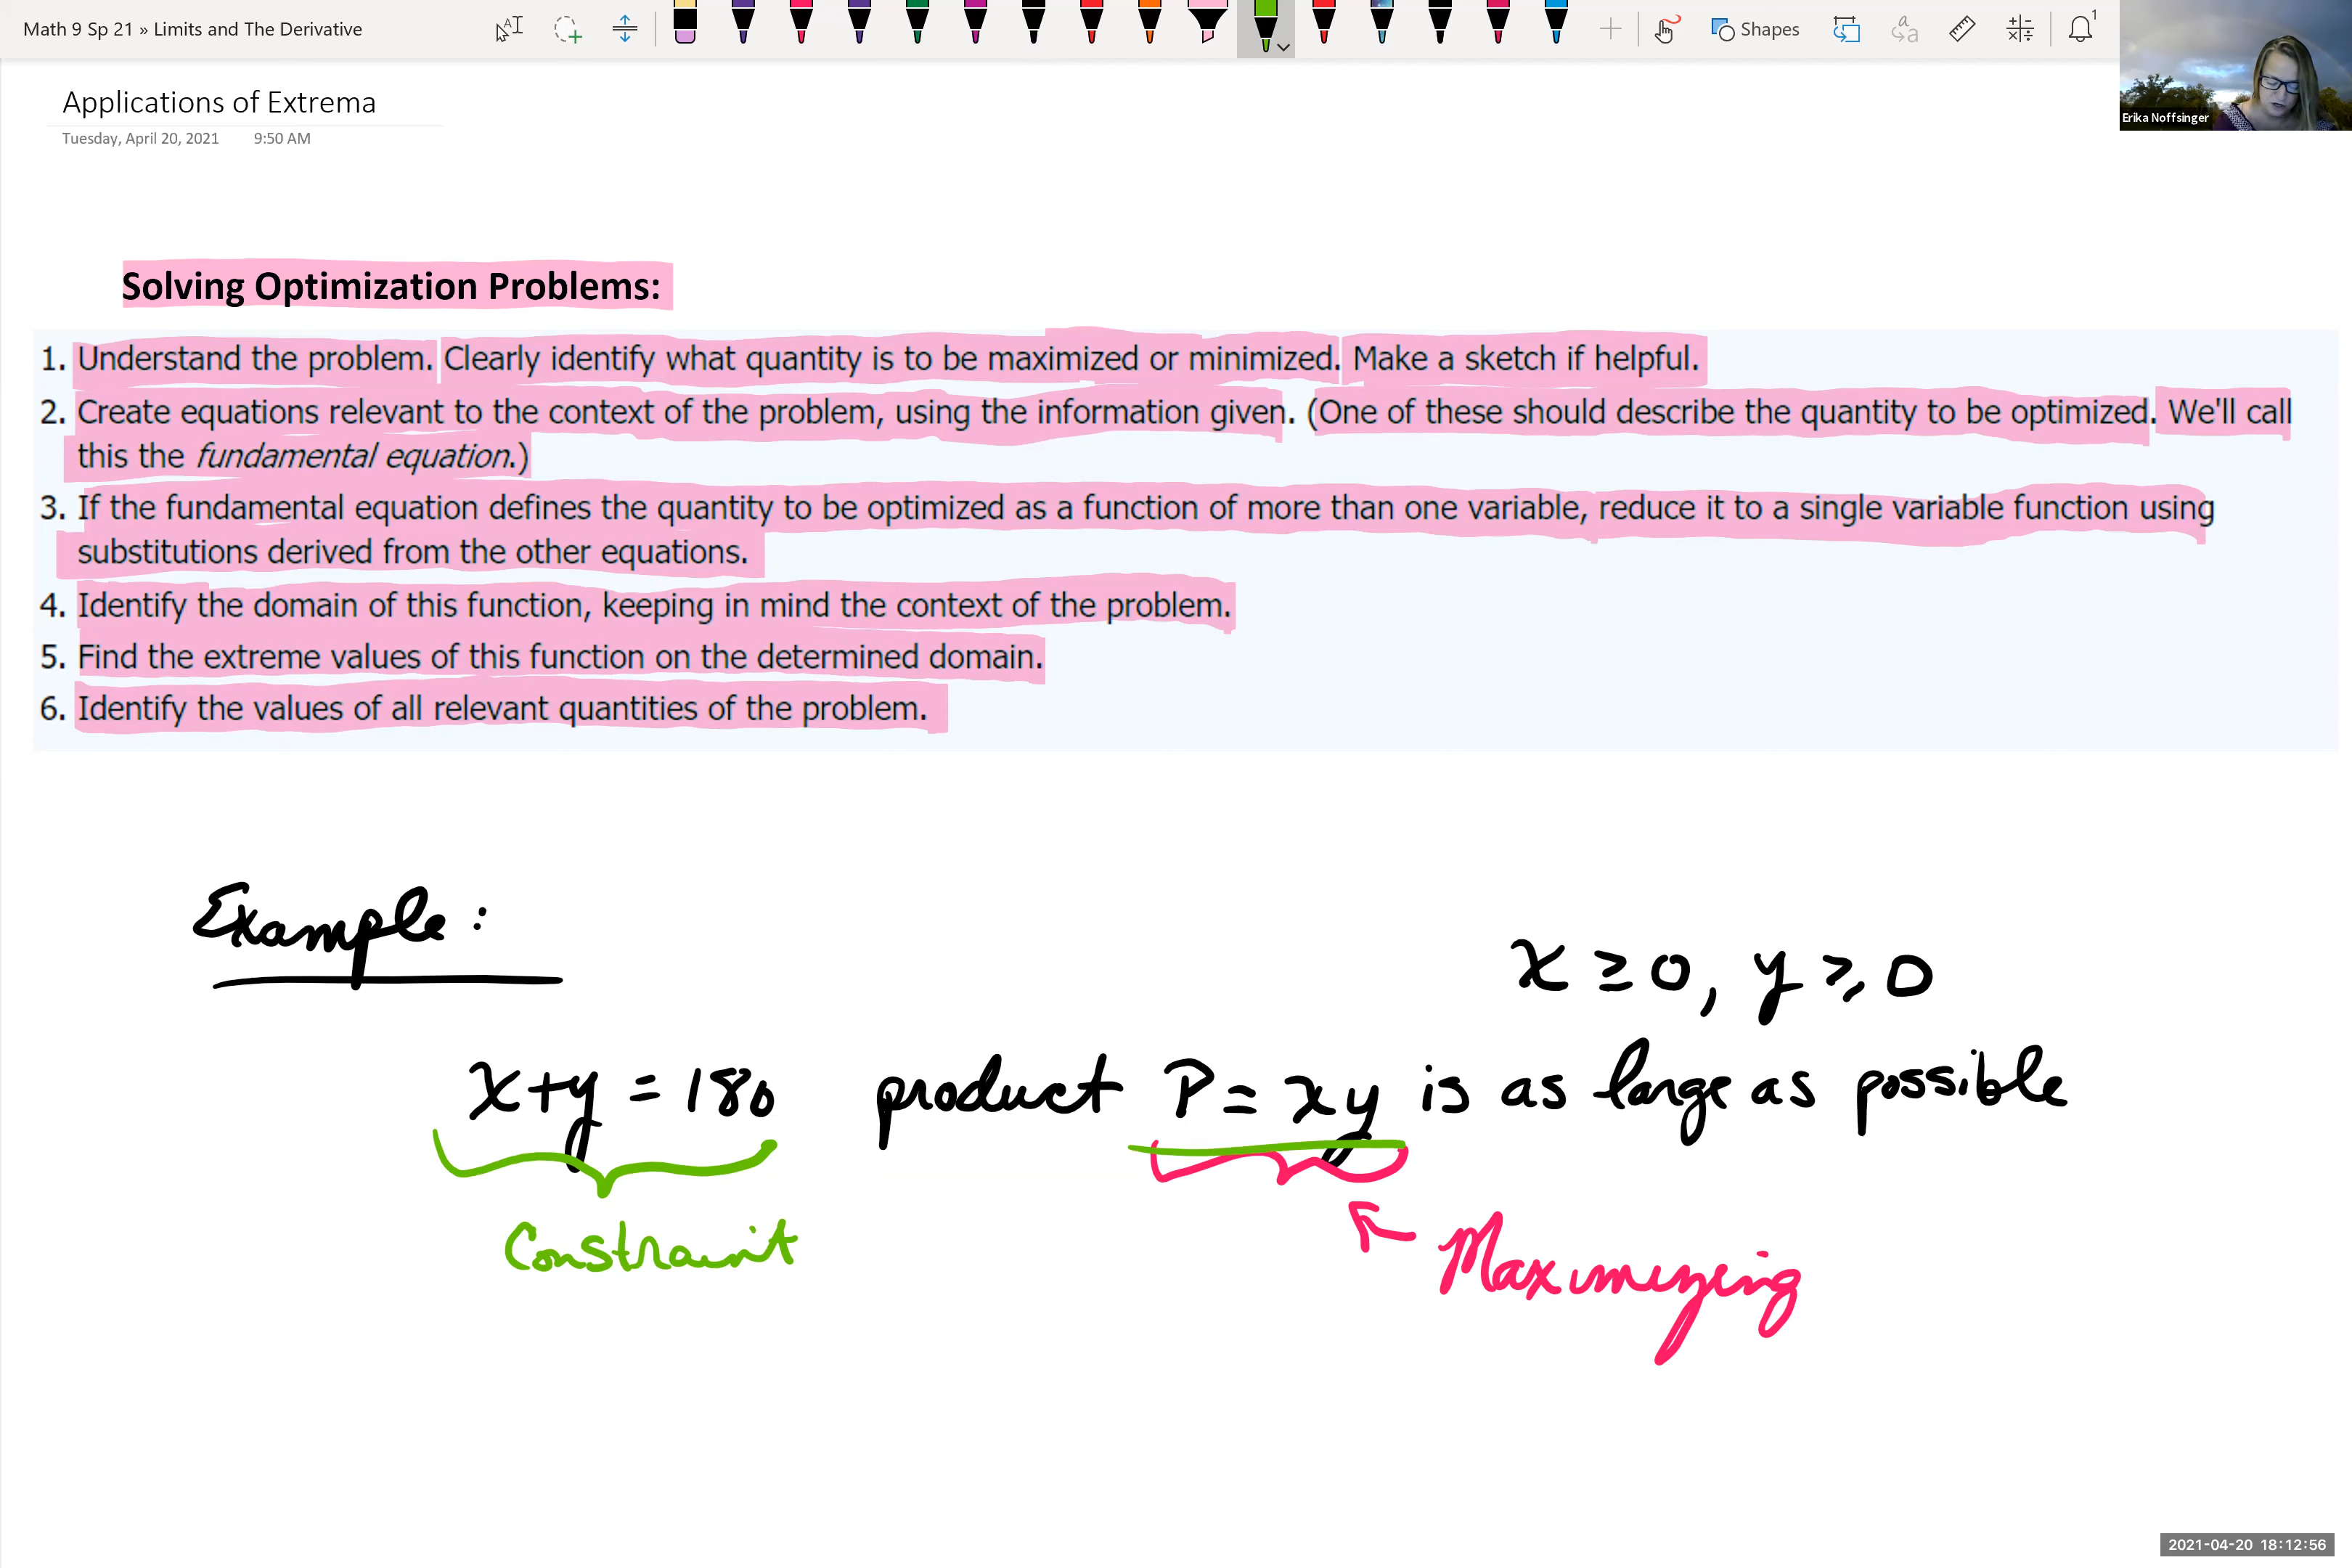 Math 9 Sp 21 » Limits and The Derivative
Shapes
1
Erika Noffsinger
Applications of Extrema
Tuesday, April 20, 2021 9:50 AM
Solving Optimization Problems:
1. Understand the problem. Clearly identify what quantity is to be maximized or minimized. Make a sketch if helpful.
2. Create equations relevant to the context of the problem, using the information given. (One of these should describe the quantity to be optimized. We'll call
this the fundamental equation.)
3. If the fundamental equation defines the quantity to be optimized as a function of more than one variable, reduce it to a single variable function using
substitutions derived from the other equations.
4. Identify the domain of this function, keeping in mind the context of the problem.
5. Find the extreme values of this function on the determined domain.
6. Identify the values of all relevant quantities of the problem.
Example:
x ≥ 0, y ≥ 0
x+y = 180 product P = xy is as large as possible
Constraint
Maximizing
2021-04-20 18:12:56